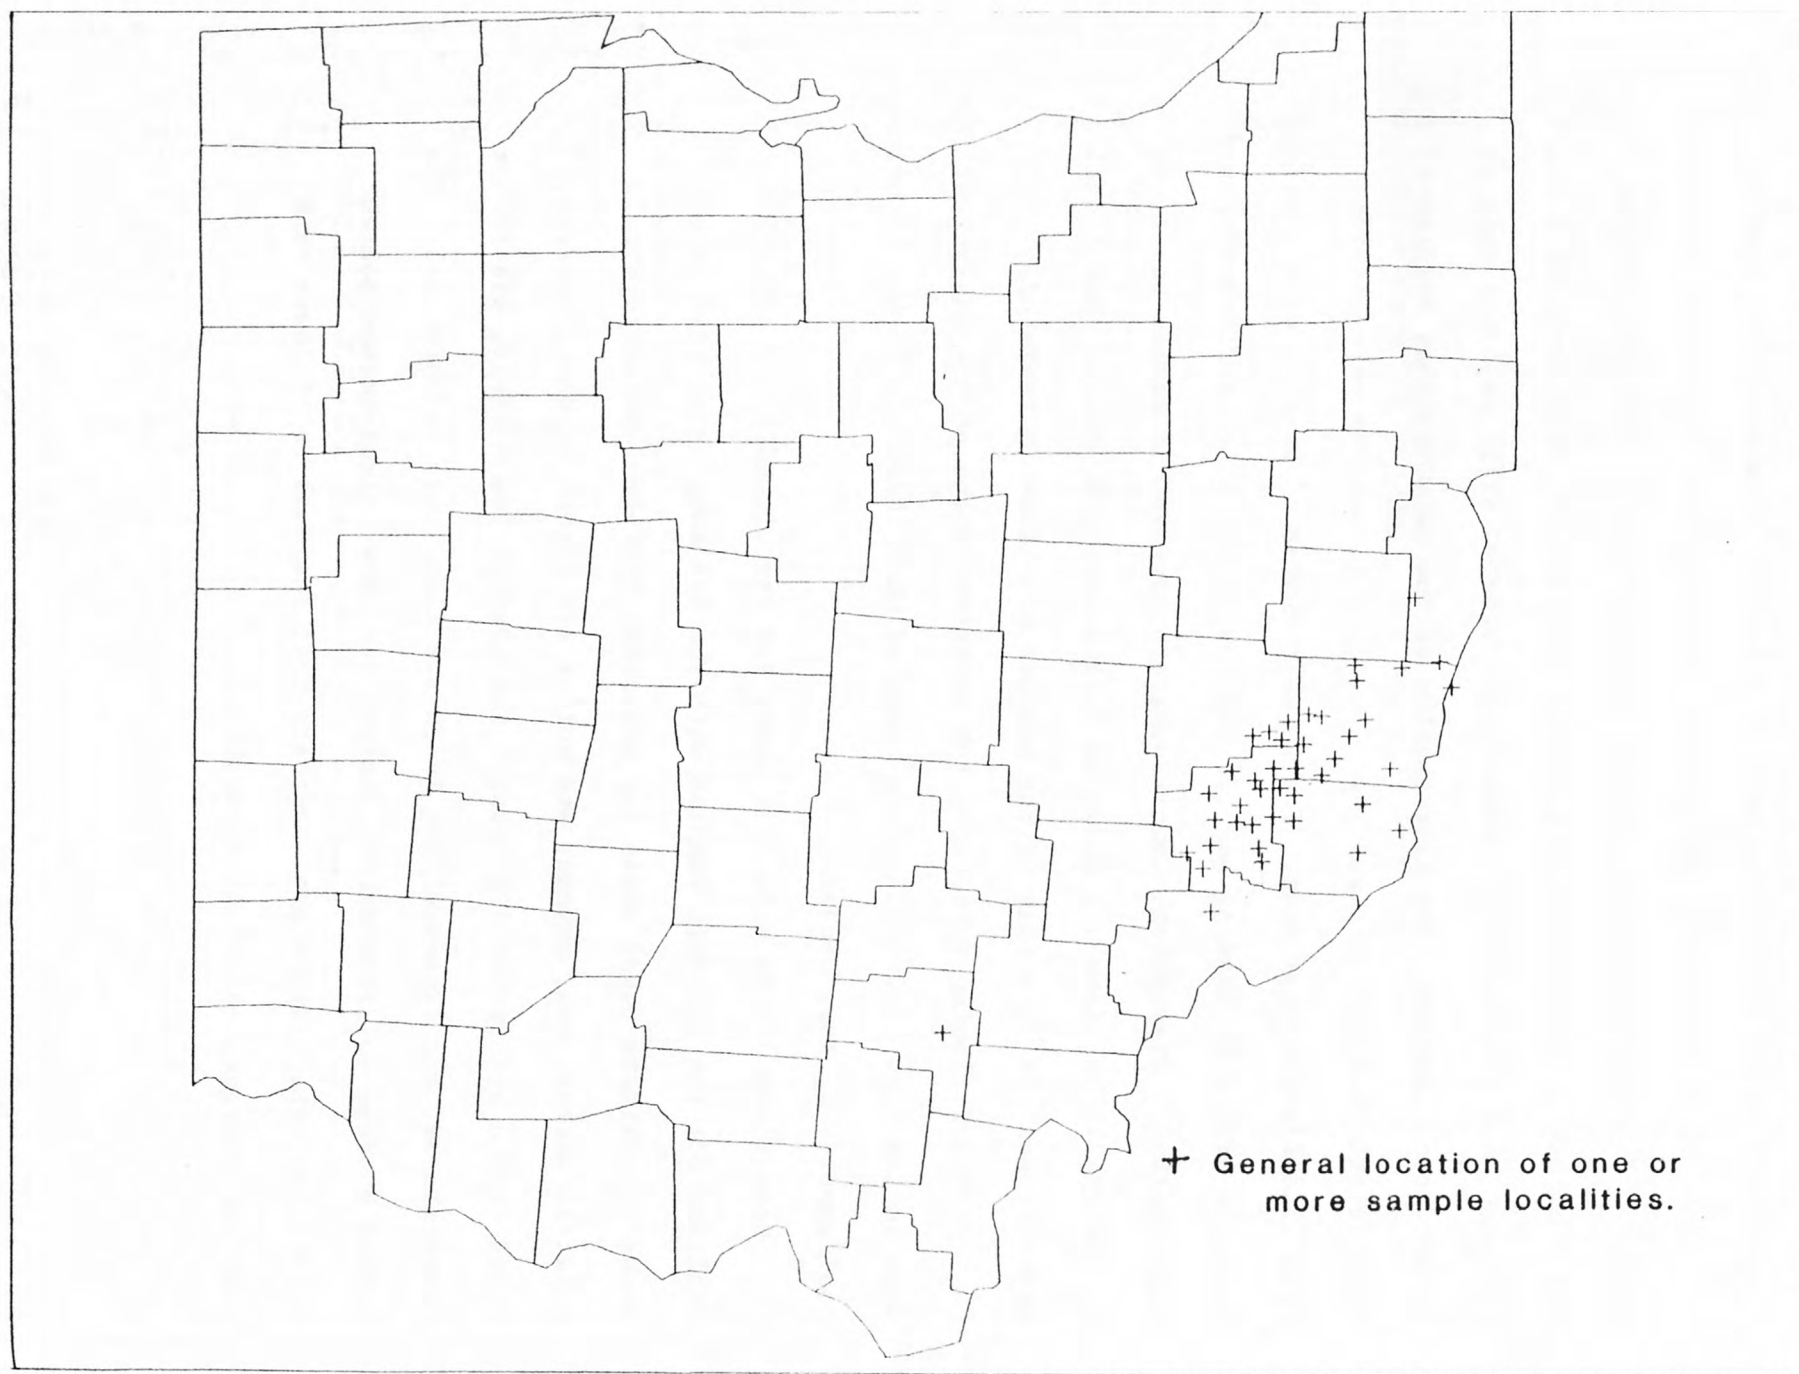 + General location of one or
more sample localities.